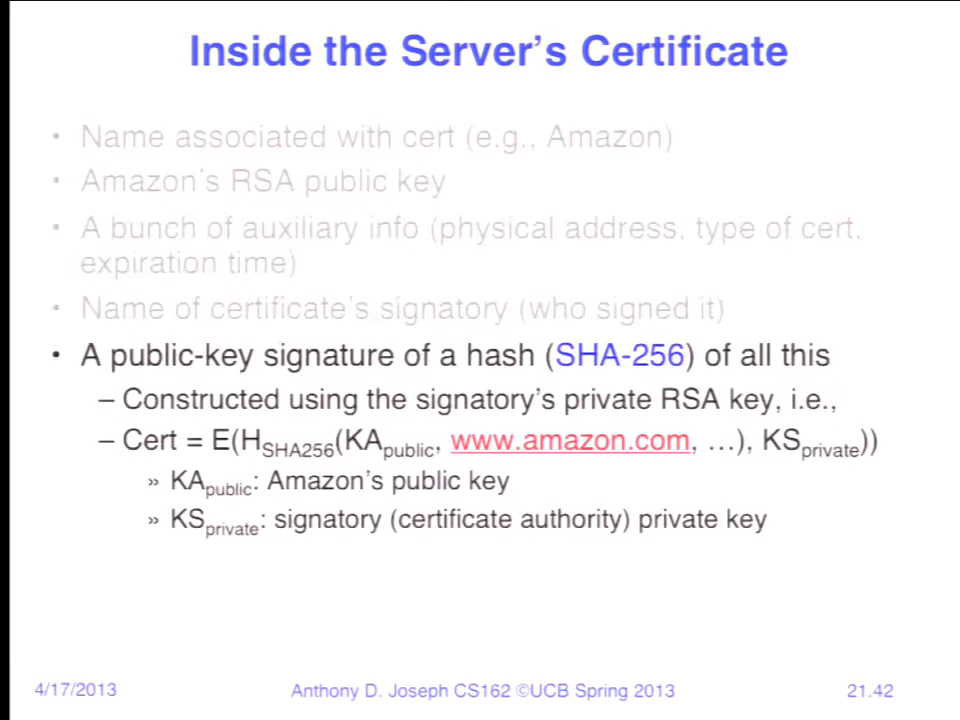 Inside the Server's Certificate
• Name associated with cert (e.g., Amazon)
• Amazon's RSA public key
• A bunch of auxiliary info (physical address, type of cert,
expiration time)
• Name of certificate's signatory (who signed it)
• A public-key signature of a hash (SHA-256) of all this
– Constructed using the signatory's private RSA key, i.e.,
– Cert = E(HSHA256(KApublic, www.amazon.com, …), KSprivate))
» KApublic: Amazon's public key
» KSprivate: signatory (certificate authority) private key
4/17/2013 Anthony D. Joseph CS162 ©UCB Spring 2013 21.42